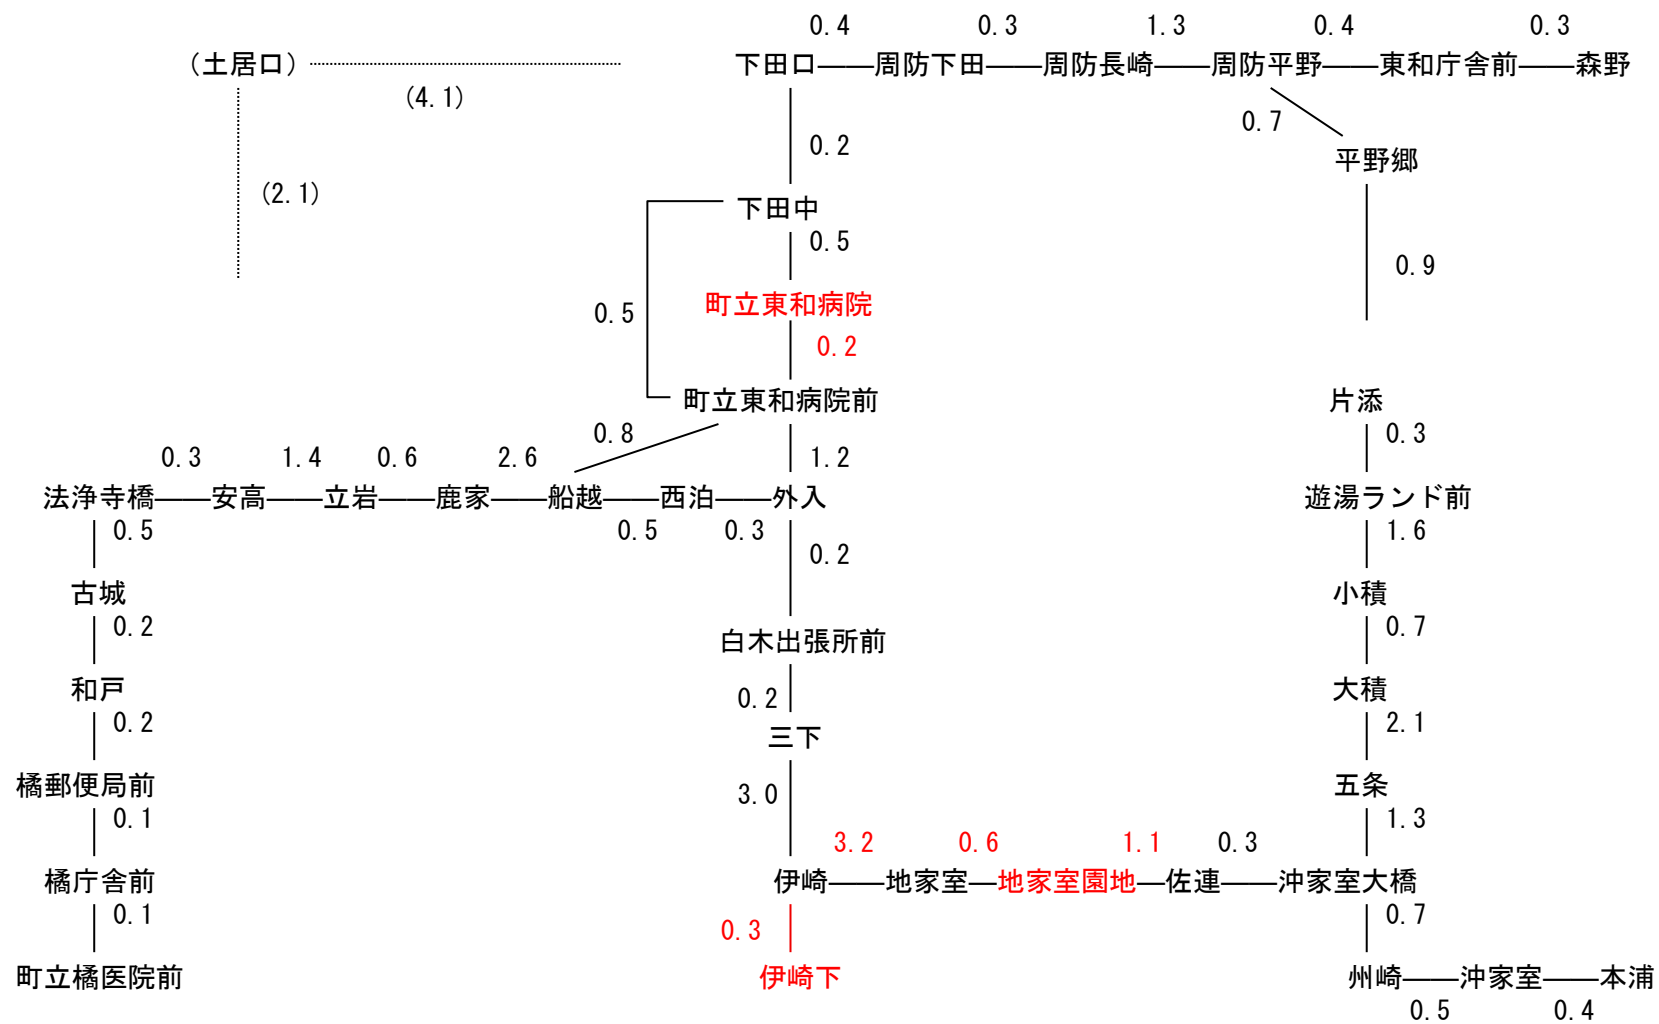 0.4 0.3 1.3 0.4 0.3
(土居口) 下田口 周防下田 周防長崎 周防平野 東和庁舎前 森野
(4.1)
0.7
0.2
平野郷
(2.1)
下田中
0.5
0.9
町立東和病院
0.5
0.2
町立東和病院前 片添
0.8 0.3
0.3 1.4 0.6 2.6 1.2
法浄寺橋 安高 立岩 鹿家 船越 西泊 外入 遊湯ランド前
0.5 0.5 0.3 1.6
0.2
古城 小積
0.2 0.7
白木出張所前
和戸 大積
0.2
0.2 2.1
三下
橘郵便局前 五条
3.0
0.1 1.3
3.2 0.6 1.1 0.3
橘庁舎前 伊崎 地家室 地家室園地 佐連 沖家室大橋
0.1 0.7
0.3
町立橘医院前 伊崎下 州崎 沖家室 本浦
0.5 0.4